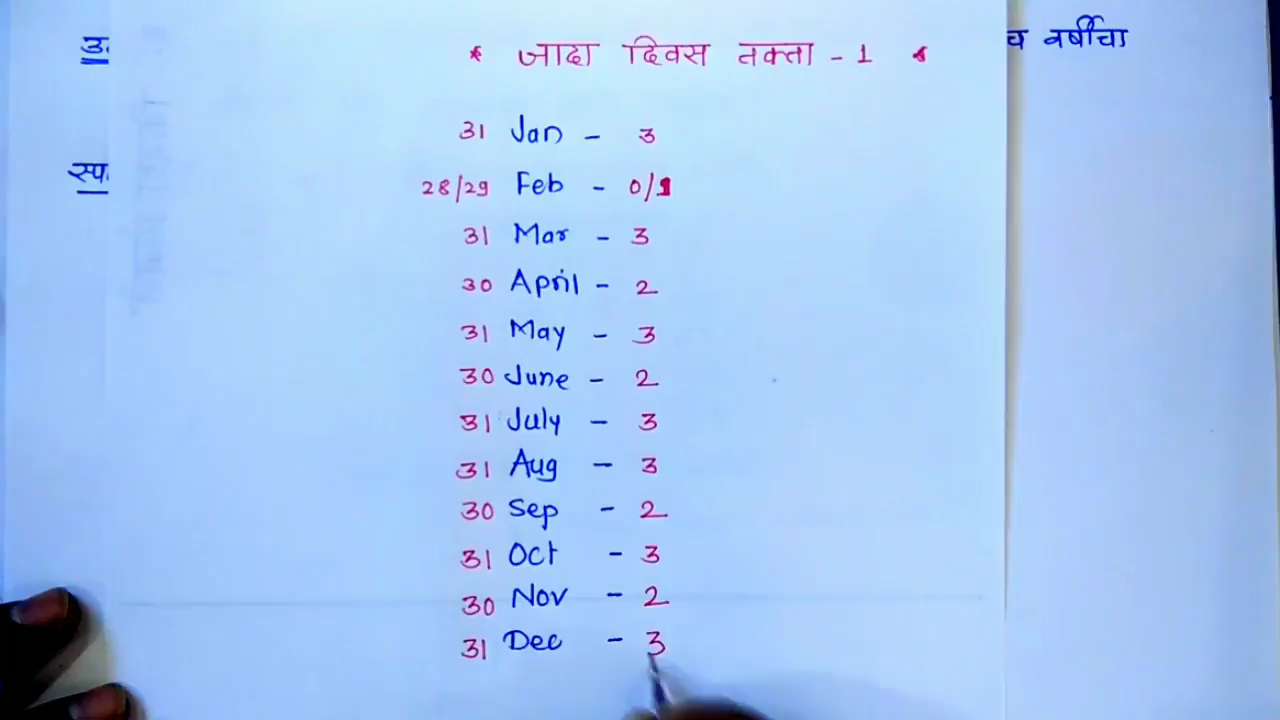 * जादा दिवस तक्ता - 1 *
च वर्षीचा
31 Jan - 3
28/29 Feb - 0/1
31 Mar - 3
30 April - 2
31 May - 3
30 June - 2
31 July - 3
31 Aug - 3
30 Sep - 2
31 Oct - 3
30 Nov - 2
31 Dec - 3